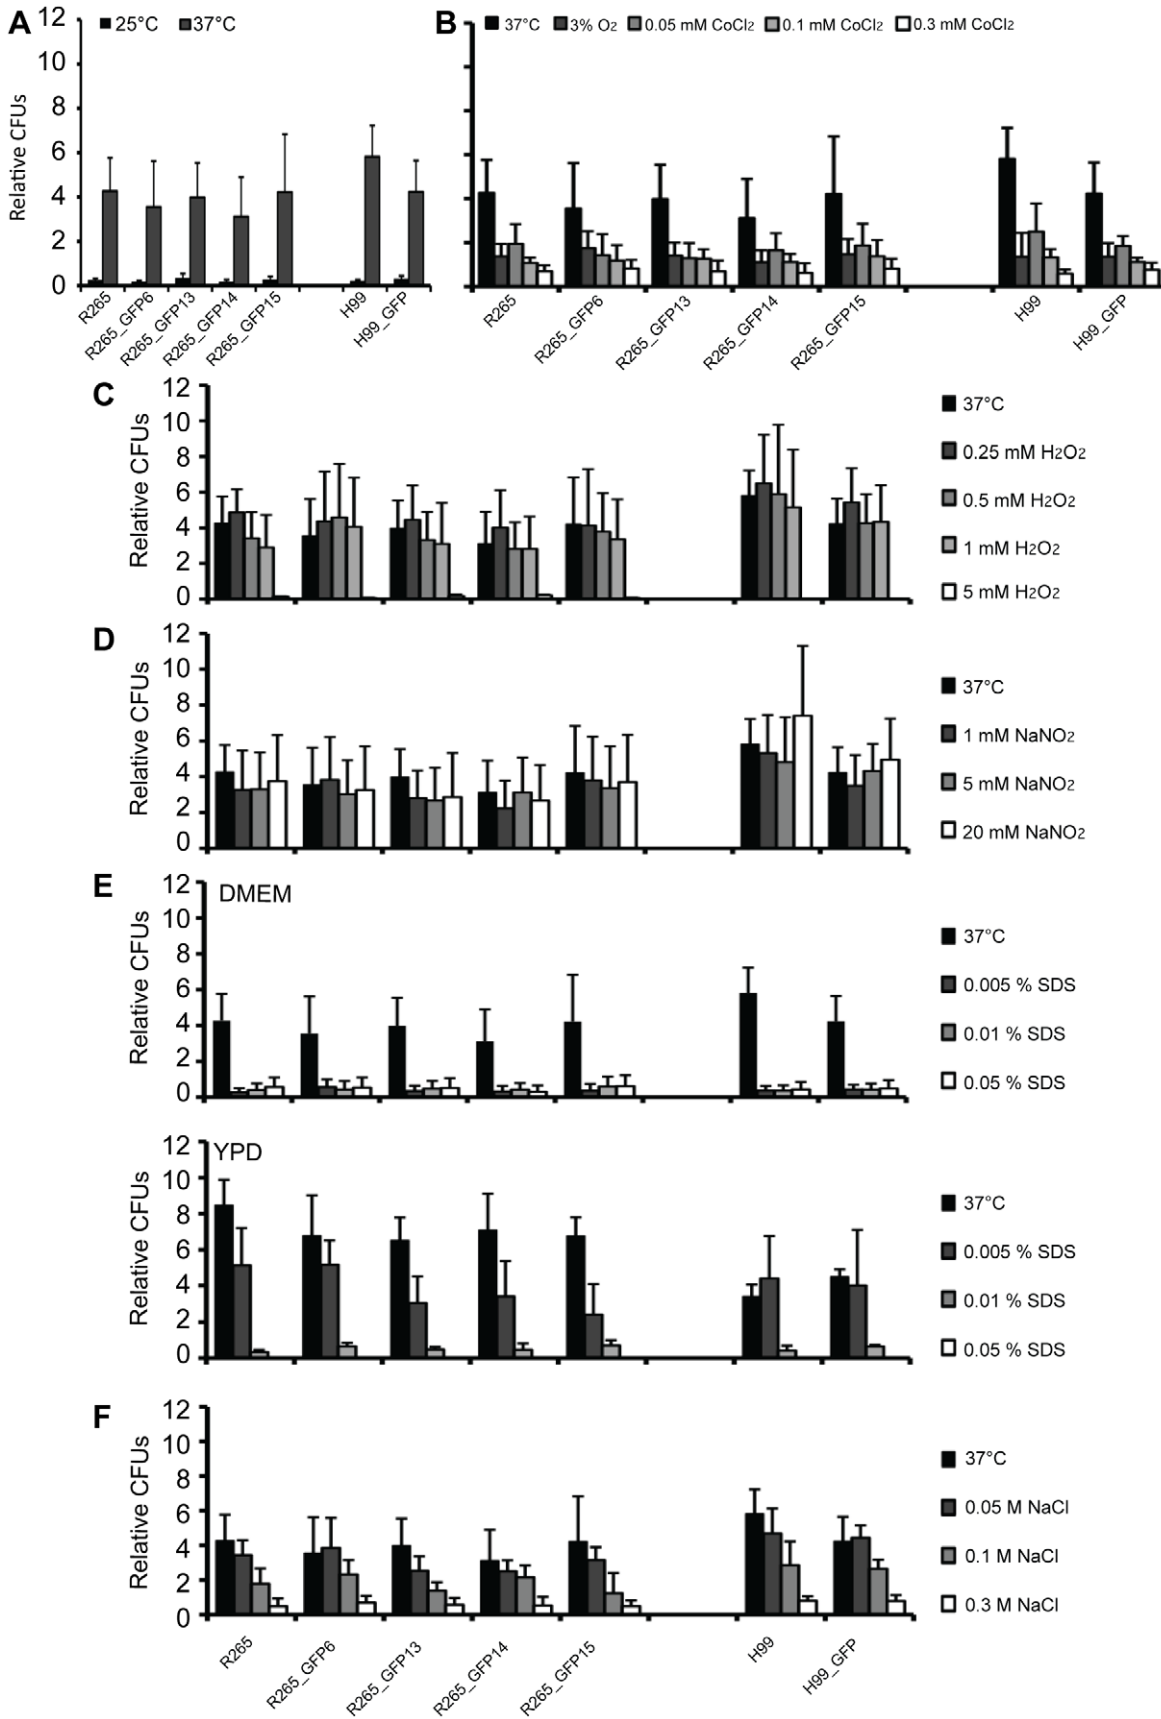 A
12
10
8
6
4
2
0
Relative CFUs
25°C 37°C
R265 R265_GFP6 R265_GFP13 R265_GFP14 R265_GFP15 H99 H99_GFP
B
37°C 3% O2 0.05 mM CoCl2 0.1 mM CoCl2 0.3 mM CoCl2
R265 R265_GFP6 R265_GFP13 R265_GFP14 R265_GFP15 H99 H99_GFP
C
12
10
8
6
4
2
0
Relative CFUs
37°C
0.25 mM H2O2
0.5 mM H2O2
1 mM H2O2
5 mM H2O2
D
12
10
8
6
4
2
0
Relative CFUs
37°C
1 mM NaNO2
5 mM NaNO2
20 mM NaNO2
E
DMEM
12
10
8
6
4
2
0
Relative CFUs
37°C
0.005 % SDS
0.01 % SDS
0.05 % SDS
YPD
12
10
8
6
4
2
0
Relative CFUs
37°C
0.005 % SDS
0.01 % SDS
0.05 % SDS
F
12
10
8
6
4
2
0
Relative CFUs
37°C
0.05 M NaCl
0.1 M NaCl
0.3 M NaCl
R265 R265_GFP6 R265_GFP13 R265_GFP14 R265_GFP15 H99 H99_GFP